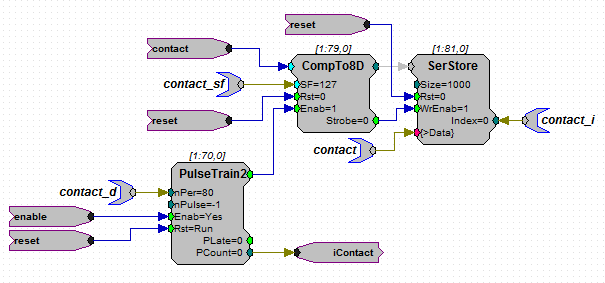 reset
contact
[1:79,0]
[1:81,0]
CompTo8D
SerStore
contact_sf
SF=127
Size=1000
Rst=0
Rst=0
reset
Enab=1
WrEnab=1
Strobe=0
Index=0
contact_i
contact
{>Data}
[1:70,0]
PulseTrain2
contact_d
nPer=80
nPulse=-1
enable
Enab=Yes
reset
Rst=Run
PLate=0
PCount=0
iContact